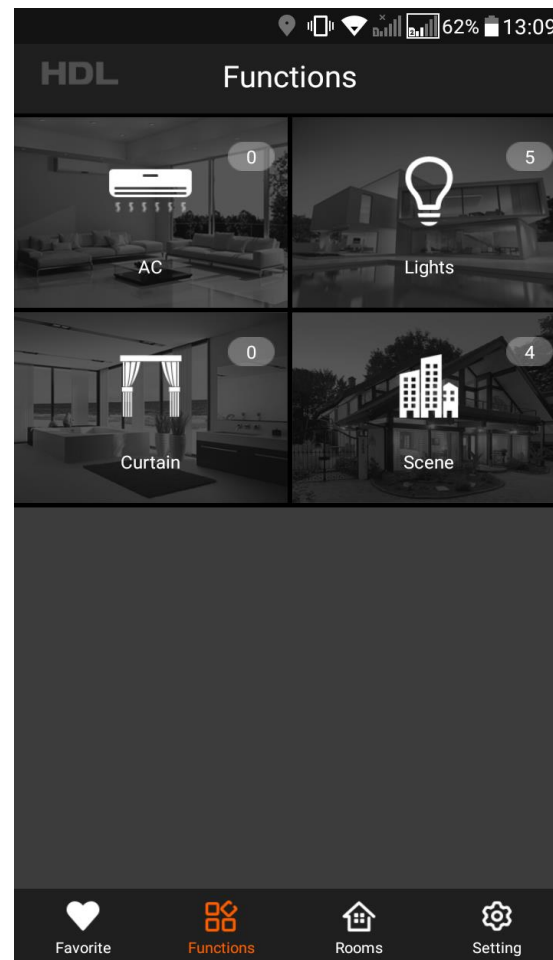 62% 13:09
HDL Functions
0
AC
5
Lights
0
Curtain
4
Scene
Favorite Functions Rooms Setting